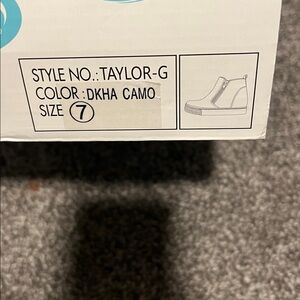 STYLE NO.:TAYLOR-G
COLOR:DKHA CAMO
SIZE 7